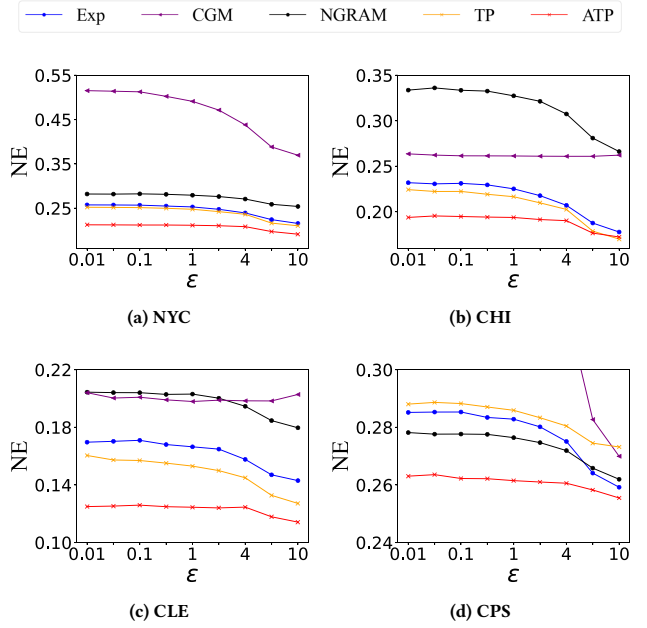 Exp CGM NGRAM TP ATP
0.55
0.45
0.35
0.25
NE
0.01 0.1 1 4 10
ε
(a) NYC
0.35
0.30
0.25
0.20
NE
0.01 0.1 1 4 10
ε
(b) CHI
0.22
0.18
0.14
0.10
NE
0.01 0.1 1 4 10
ε
(c) CLE
0.30
0.28
0.26
0.24
NE
0.01 0.1 1 4 10
ε
(d) CPS